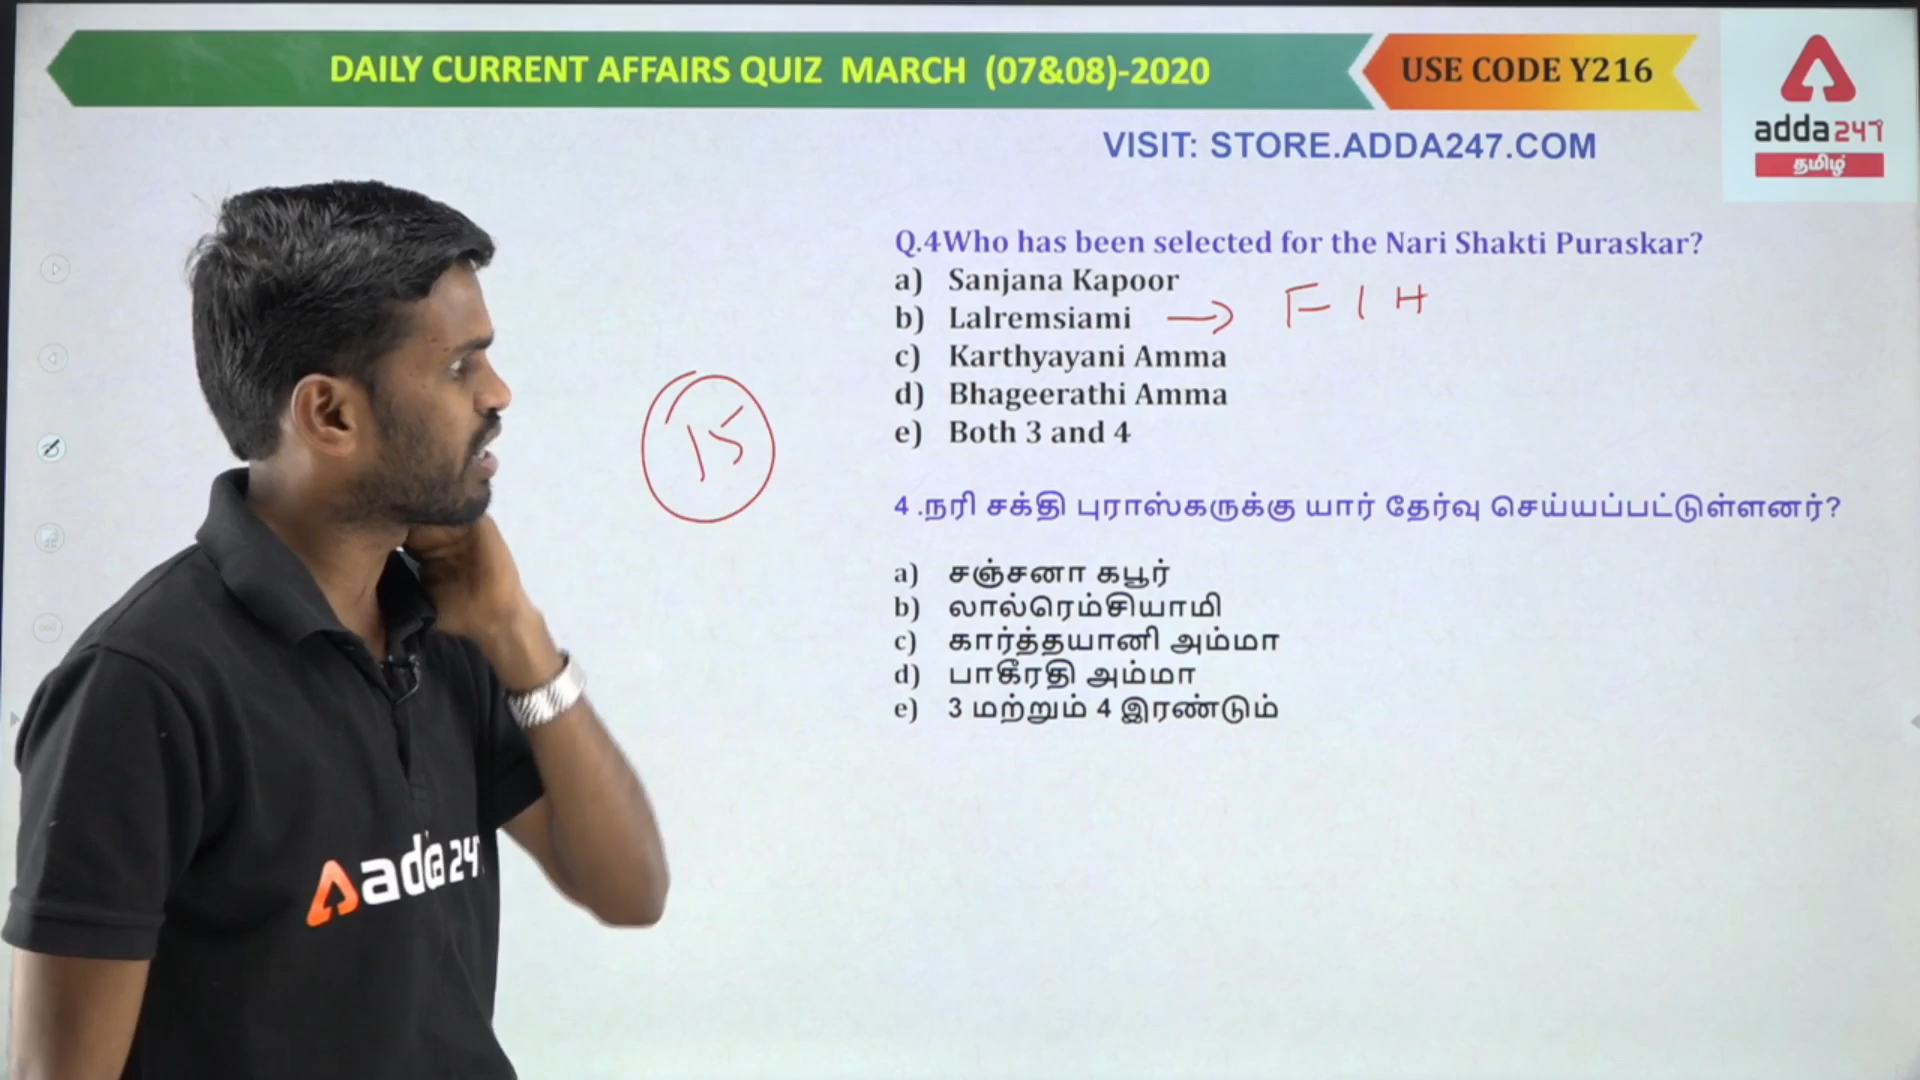 DAILY CURRENT AFFAIRS QUIZ MARCH (07&08)-2020
USE CODE Y216
adda247
தமிழ்
VISIT: STORE.ADDA247.COM
Q.4Who has been selected for the Nari Shakti Puraskar?
a) Sanjana Kapoor
b) Lalremsiami → FIH
c) Karthyayani Amma
d) Bhageerathi Amma
e) Both 3 and 4
15
4 .நரி சக்தி புராஸ்கருக்கு யார் தேர்வு செய்யப்பட்டுள்ளனர்?
a) சஞ்சனா கபூர்
b) லால்ரெம்சியாமி
c) கார்த்தயானி அம்மா
d) பாகீரதி அம்மா
e) 3 மற்றும் 4 இரண்டும்
adda247